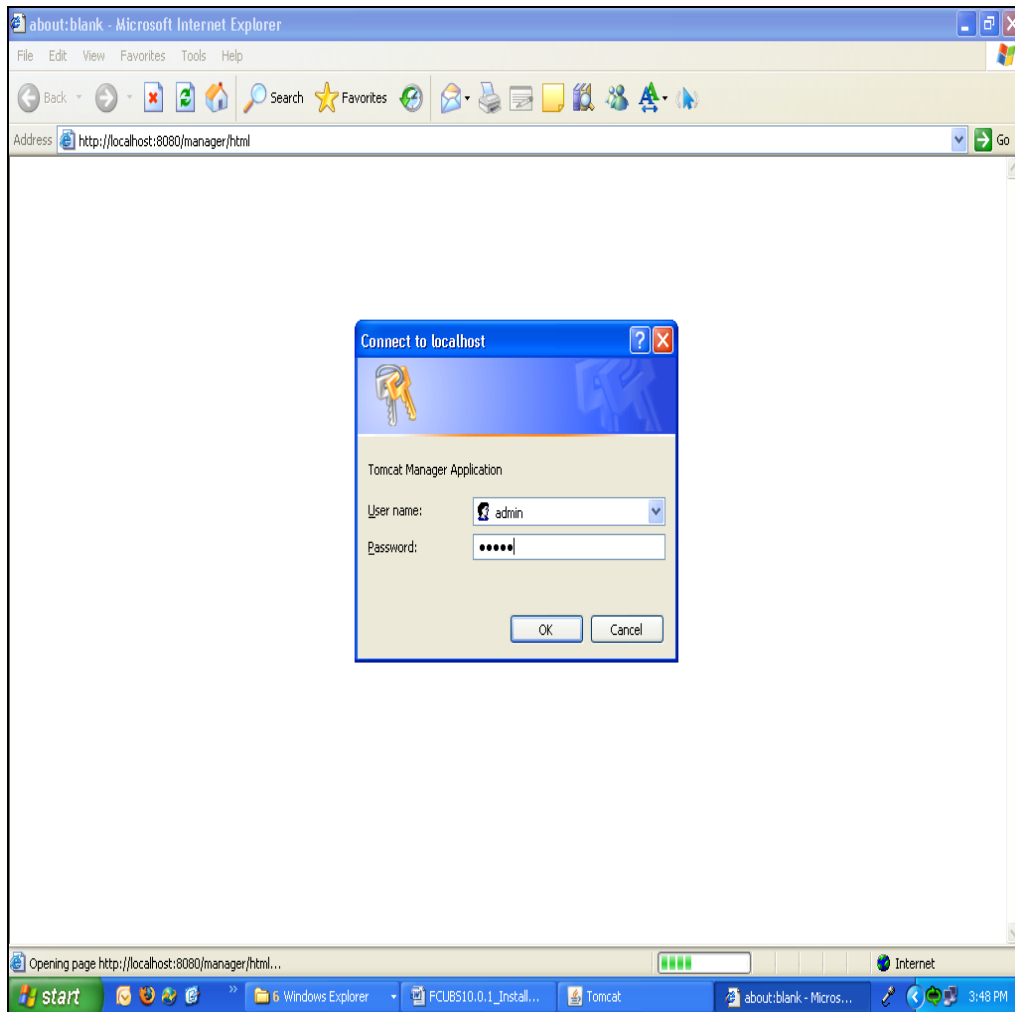 about:blank - Microsoft Internet Explorer
File Edit View Favorites Tools Help
Back Search Favorites
Address http://localhost:8080/manager/html Go
Connect to localhost
Tomcat Manager Application
User name: admin
Password: •••••
OK Cancel
Opening page http://localhost:8080/manager/html... Internet
start 6 Windows Explorer FCUBS10.0.1_Install... Tomcat about:blank - Micros... 3:48 PM